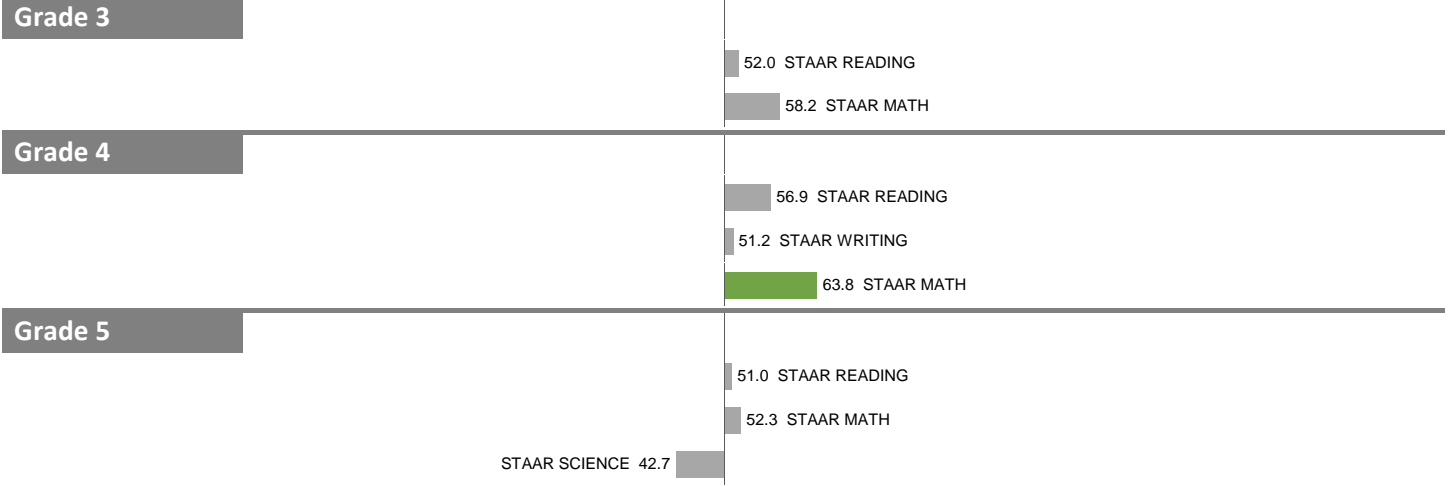 Grade 3
52.0 STAAR READING
58.2 STAAR MATH
Grade 4
56.9 STAAR READING
51.2 STAAR WRITING
63.8 STAAR MATH
Grade 5
51.0 STAAR READING
52.3 STAAR MATH
STAAR SCIENCE 42.7